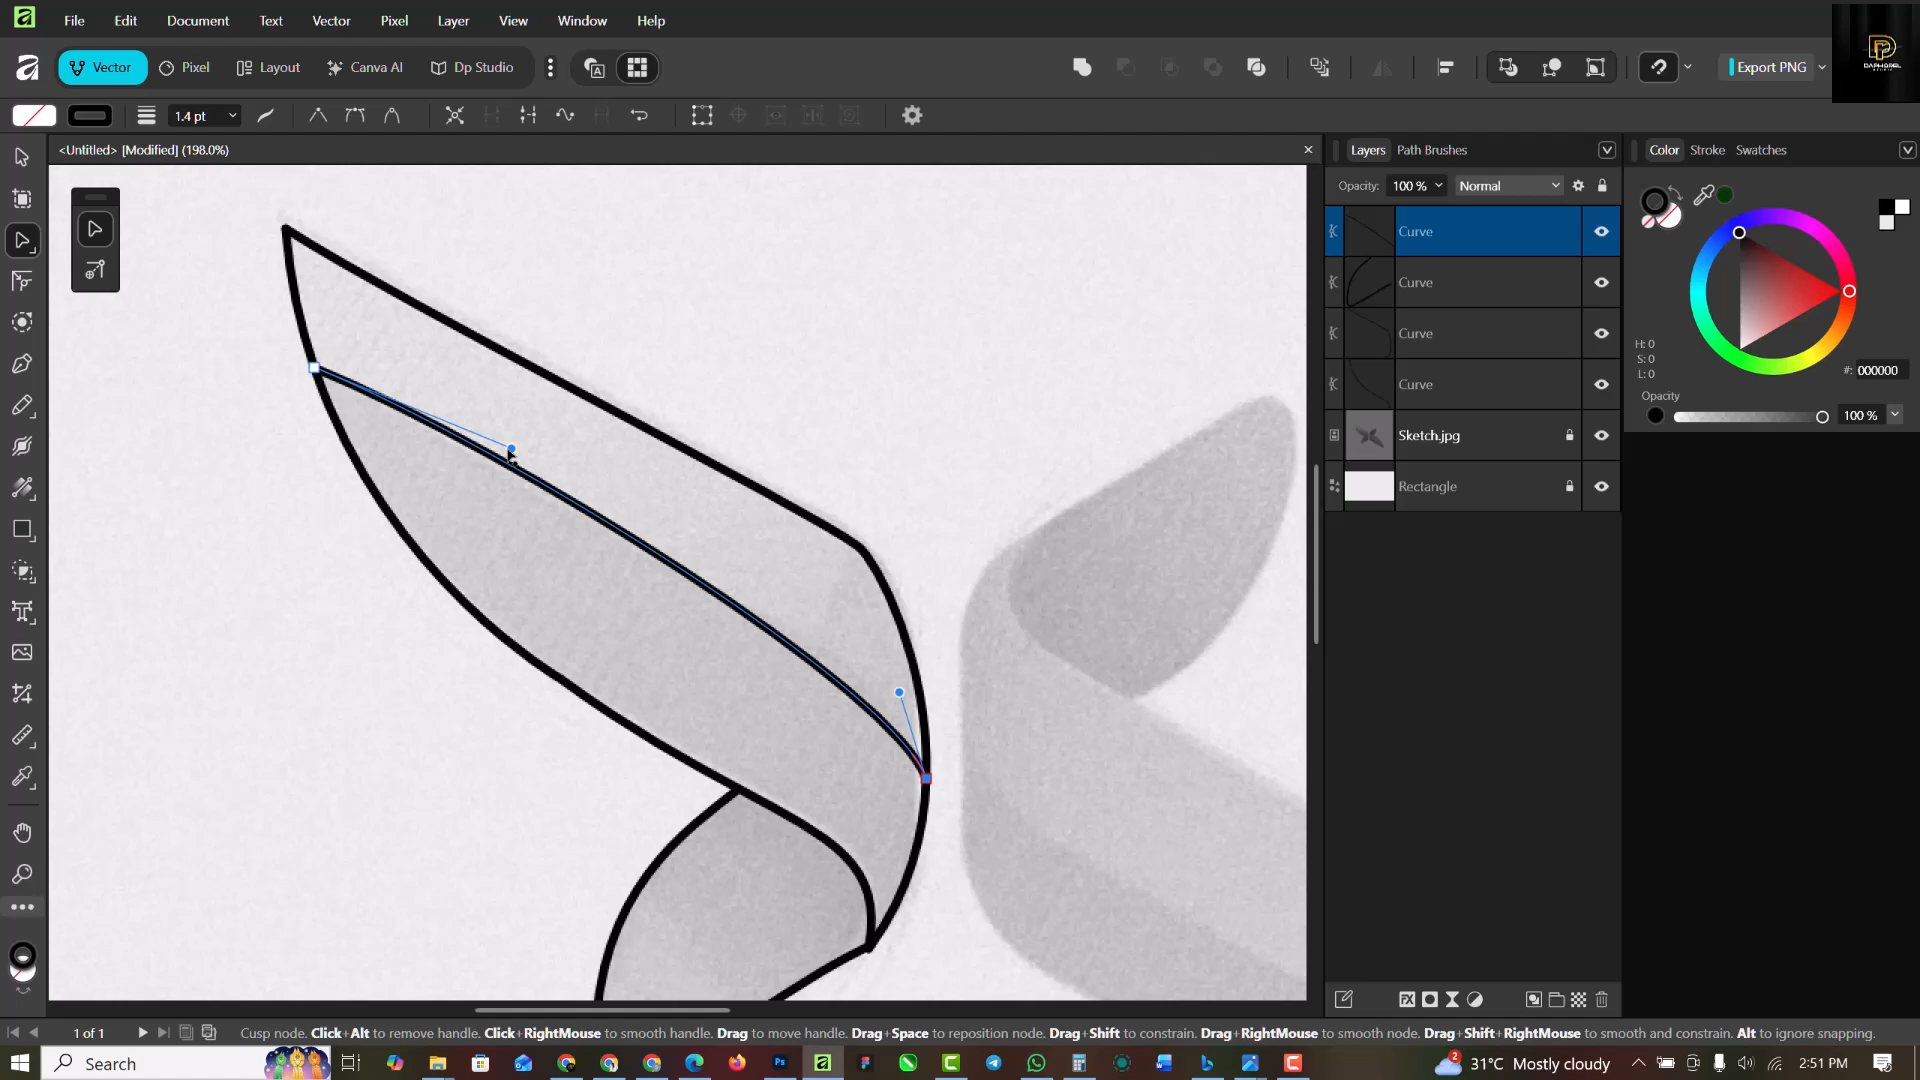 File Edit Document Text Vector Pixel Layer View Window Help
DAPHOREL
Vector Pixel Layout Canva AI Dp Studio Export PNG
1.4 pt
<Untitled> [Modified] (198.0%)
Layers Path Brushes
Color Stroke Swatches
Opacity: 100 % Normal
Curve
Curve
Curve
Curve
Sketch.jpg
Rectangle
H: 0
S: 0
L: 0
#: 000000
Opacity
100 %
1 of 1 Cusp node. Click+Alt to remove handle. Click+RightMouse to smooth handle. Drag to move handle. Drag+Space to reposition node. Drag+Shift to constrain. Drag+RightMouse to smooth node. Drag+Shift+RightMouse to smooth and constrain. Alt to ignore snapping.
Search 2 31°C Mostly cloudy 2:51 PM